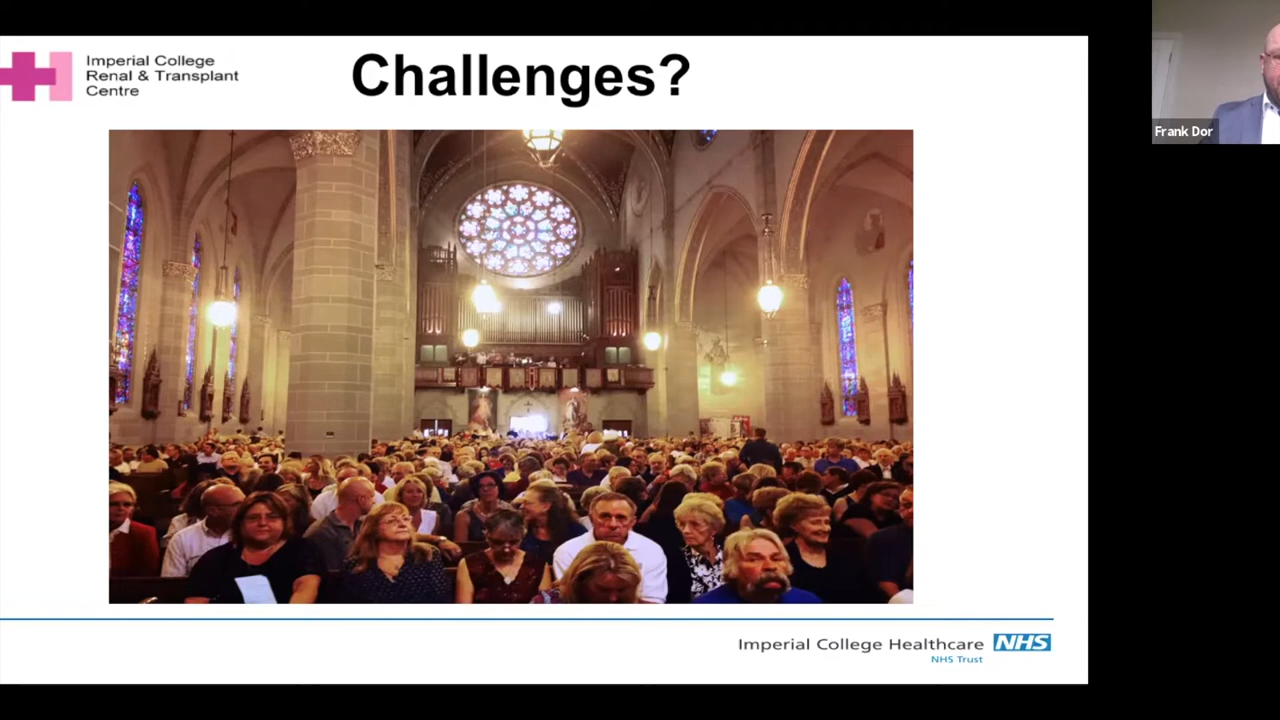 Imperial College
Renal & Transplant
Centre
Challenges?
Frank Dor
Imperial College Healthcare NHS
NHS Trust